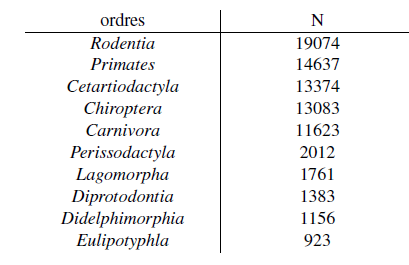 ordres N
Rodentia 19074
Primates 14637
Cetartiodactyla 13374
Chiroptera 13083
Carnivora 11623
Perissodactyla 2012
Lagomorpha 1761
Diprotodontia 1383
Didelphimorphia 1156
Eulipotyphla 923